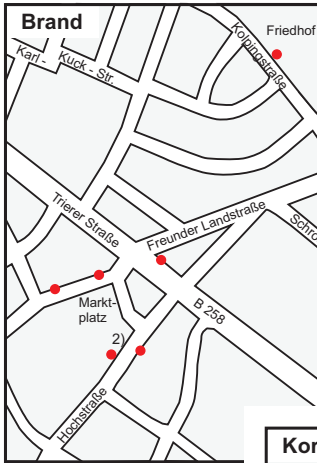 Brand
Friedhof
Kolpingstraße
Karl-
Kuck-Str.
Trierer Straße
Freunder Landstraße
Schro
Markt-
platz
2)
B 258
Hochstraße
Kor